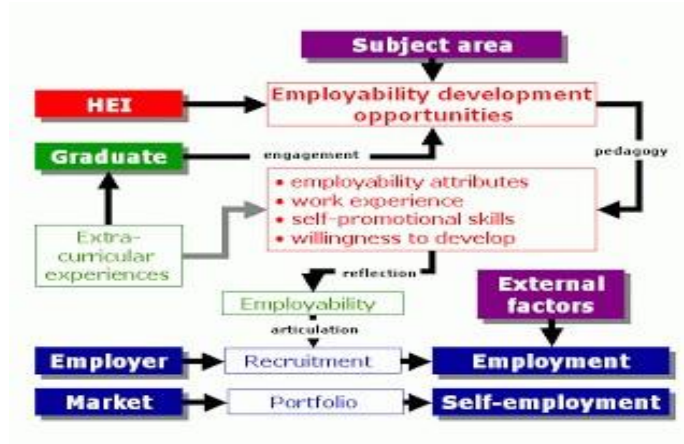 Subject area
HEI
Employability development
opportunities
Graduate
engagement
pedagogy
• employability attributes
• work experience
• self-promotional skills
• willingness to develop
Extra-
curricular
experiences
reflection
External
factors
Employability
articulation
Employer
Recruitment
Employment
Market
Portfolio
Self-employment